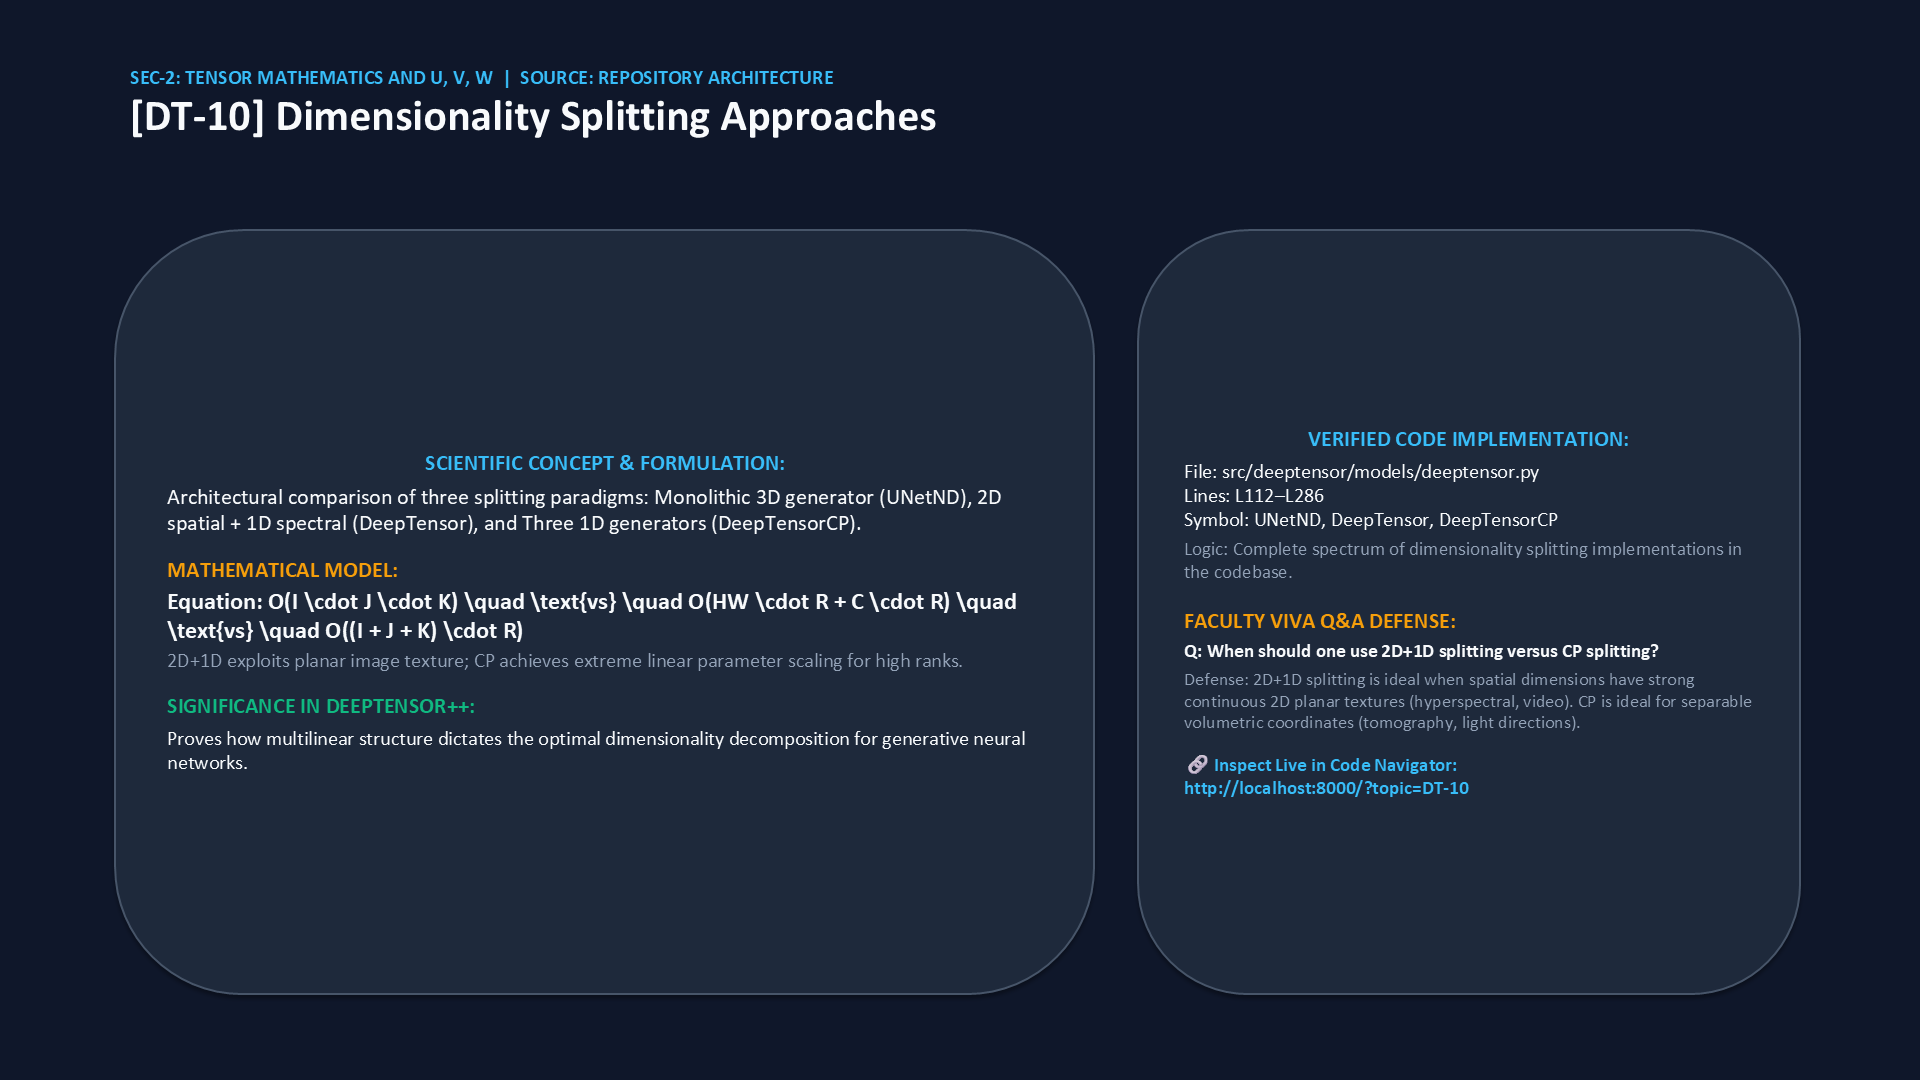 SEC-2: TENSOR MATHEMATICS AND U, V, W | SOURCE: REPOSITORY ARCHITECTURE
[DT-10] Dimensionality Splitting Approaches
SCIENTIFIC CONCEPT & FORMULATION:
Architectural comparison of three splitting paradigms: Monolithic 3D generator (UNetND), 2D
spatial + 1D spectral (DeepTensor), and Three 1D generators (DeepTensorCP).
MATHEMATICAL MODEL:
Equation: O(I \cdot J \cdot K) \quad \text{vs} \quad O(HW \cdot R + C \cdot R) \quad
\text{vs} \quad O((I + J + K) \cdot R)
2D+1D exploits planar image texture; CP achieves extreme linear parameter scaling for high ranks.
SIGNIFICANCE IN DEEPTENSOR++:
Proves how multilinear structure dictates the optimal dimensionality decomposition for generative neural
networks.
VERIFIED CODE IMPLEMENTATION:
File: src/deeptensor/models/deeptensor.py
Lines: L112–L286
Symbol: UNetND, DeepTensor, DeepTensorCP
Logic: Complete spectrum of dimensionality splitting implementations in
the codebase.
FACULTY VIVA Q&A DEFENSE:
Q: When should one use 2D+1D splitting versus CP splitting?
Defense: 2D+1D splitting is ideal when spatial dimensions have strong
continuous 2D planar textures (hyperspectral, video). CP is ideal for separable
volumetric coordinates (tomography, light directions).
🔗 Inspect Live in Code Navigator:
http://localhost:8000/?topic=DT-10